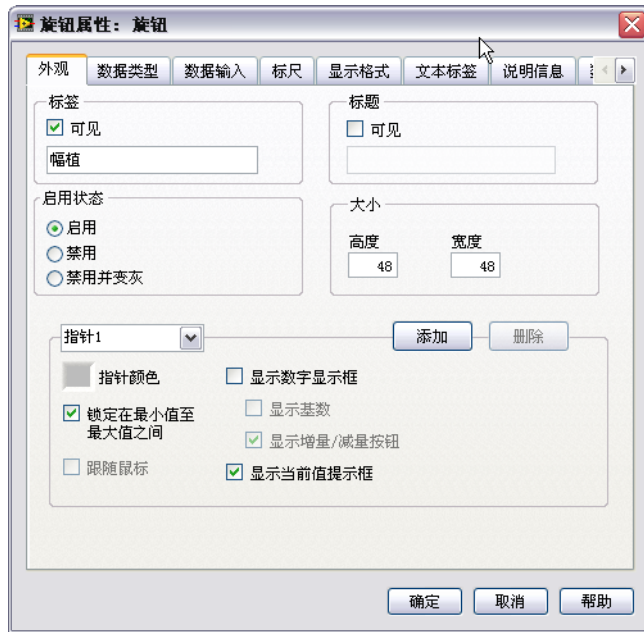 旋钮属性：旋钮
外观 数据类型 数据输入 标尺 显示格式 文本标签 说明信息
标签
可见
幅植
标题
可见
启用状态
启用
禁用
禁用并变灰
大小
高度 宽度
48 48
指针1 添加 删除
指针颜色
锁定在最小值至
最大值之间
跟随鼠标
显示数字显示框
显示基数
显示增量/减量按钮
显示当前值提示框
确定 取消 帮助